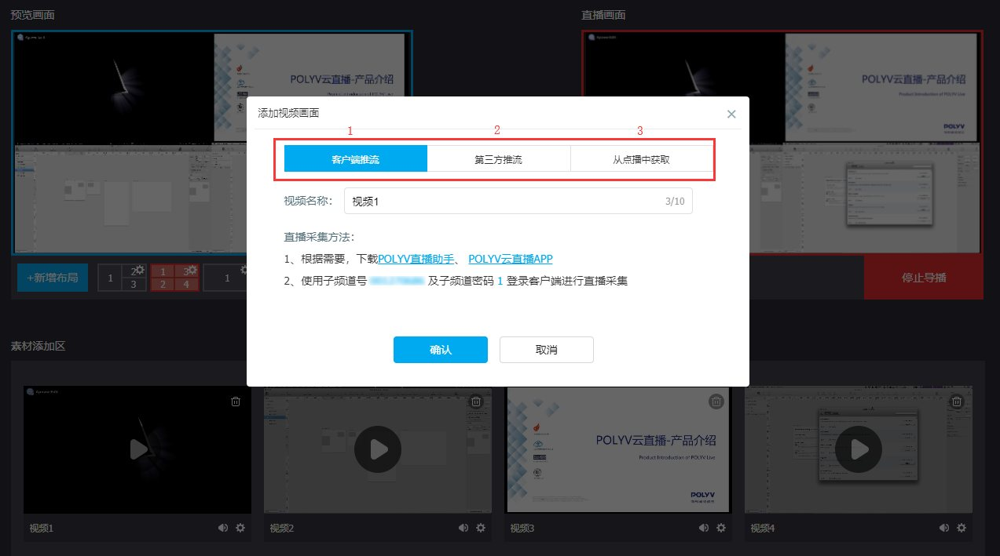 预览画面
直播画面
POLYV云直播-产品介绍
Product Introduction of POLYV Live
POLYV云直播-产品介绍
Product Introduction of POLYV Live
POLYV
添加视频画面
1
2
3
客户端推流
第三方推流
从点播中获取
视频名称：
视频1
3/10
直播采集方法：
1、根据需要，下载POLYV直播助手、 POLYV云直播APP
2、使用子频道号 及子频道密码 1 登录客户端进行直播采集
确认
取消
+新增布局
1 2 3
1 3 2 4
1
停止导播
素材添加区
POLYV云直播-产品介绍
Product Introduction of POLYV Live
POLYV
视频1
视频2
视频3
视频4